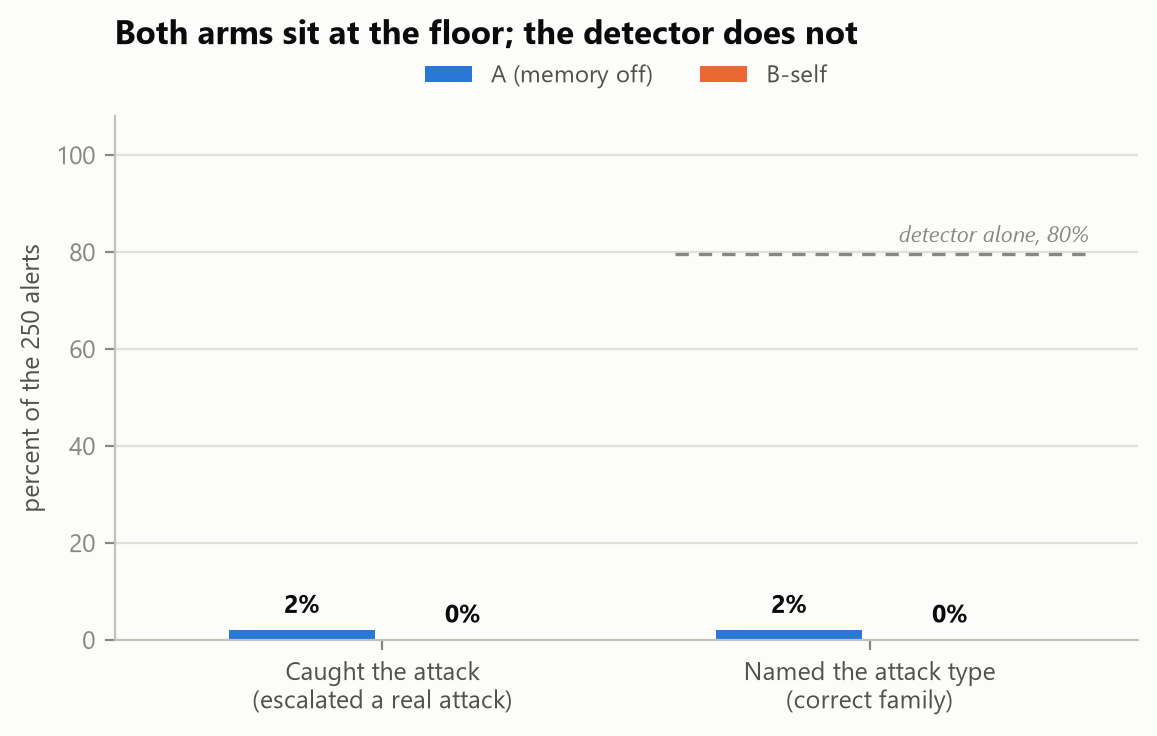 Both arms sit at the floor; the detector does not
A (memory off) B-self
percent of the 250 alerts
100
80
60
40
20
0
detector alone, 80%
2% 0% 2% 0%
Caught the attack
(escalated a real attack)
Named the attack type
(correct family)